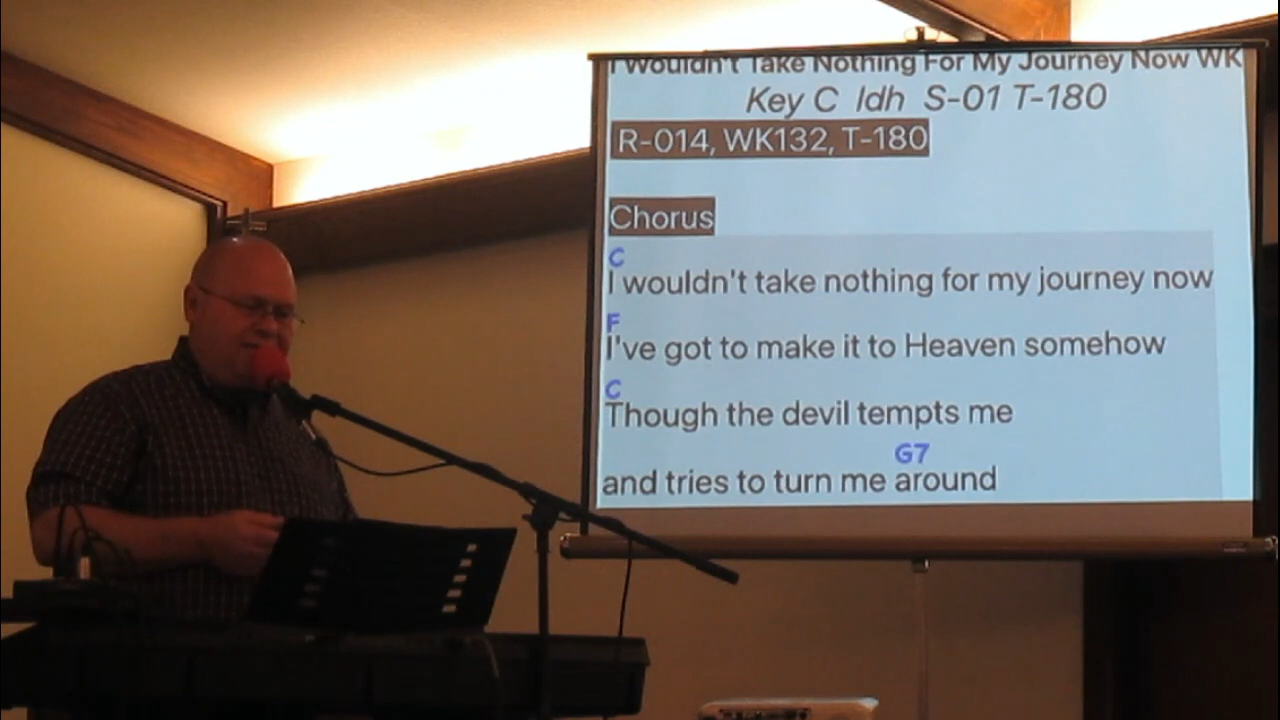 I Wouldn't Take Nothing For My Journey Now WK
Key C ldh S-01 T-180
R-014, WK132, T-180
Chorus
C
I wouldn't take nothing for my journey now
F
I've got to make it to Heaven somehow
C
Though the devil tempts me
G7
and tries to turn me around